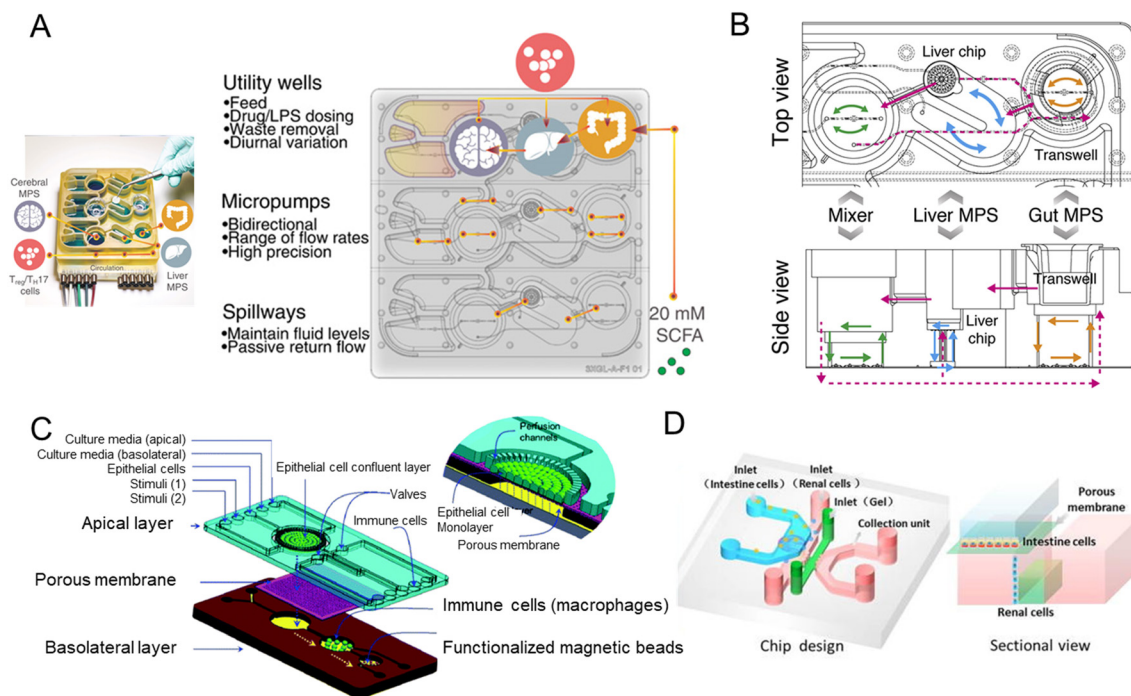 A
Utility wells
•Feed
•Drug/LPS dosing
•Waste removal
•Diurnal variation
Cerebral
MPS
Treg/TH17
cells
Circulation
Liver
MPS
Micropumps
•Bidirectional
•Range of flow rates
•High precision
Spillways
•Maintain fluid levels
•Passive return flow
20 mM
SCFA
B
Top view
Liver chip
Transwell
Mixer
Liver MPS
Gut MPS
Side view
Transwell
Liver
chip
C
Culture media (apical)
Culture media (basolateral)
Epithelial cells
Stimuli (1)
Stimuli (2)
Apical layer
Porous membrane
Basolateral layer
Epithelial cell confluent layer
Valves
Immune cells
Perfusion
channels
Epithelial cell
Monolayer
Porous membrane
Immune cells (macrophages)
Functionalized magnetic beads
D
Inlet
(Intestine cells)
Inlet
(Renal cells )
Inlet（Gel）
Collection unit
Chip design
Porous
membrane
Intestine cells
Renal cells
Sectional view